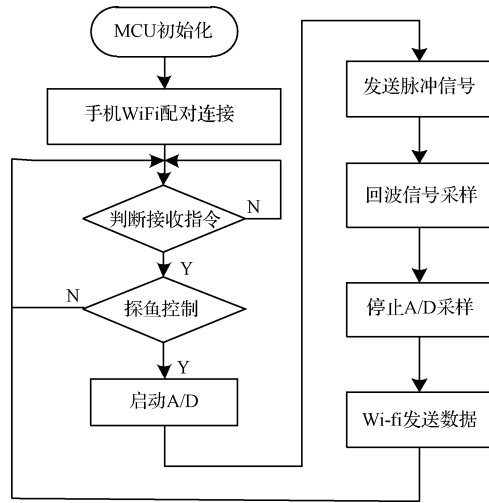 MCU初始化
手机WiFi配对连接
判断接收指令
N
Y
探鱼控制
N
Y
启动A/D
发送脉冲信号
回波信号采样
停止A/D采样
Wi-fi发送数据